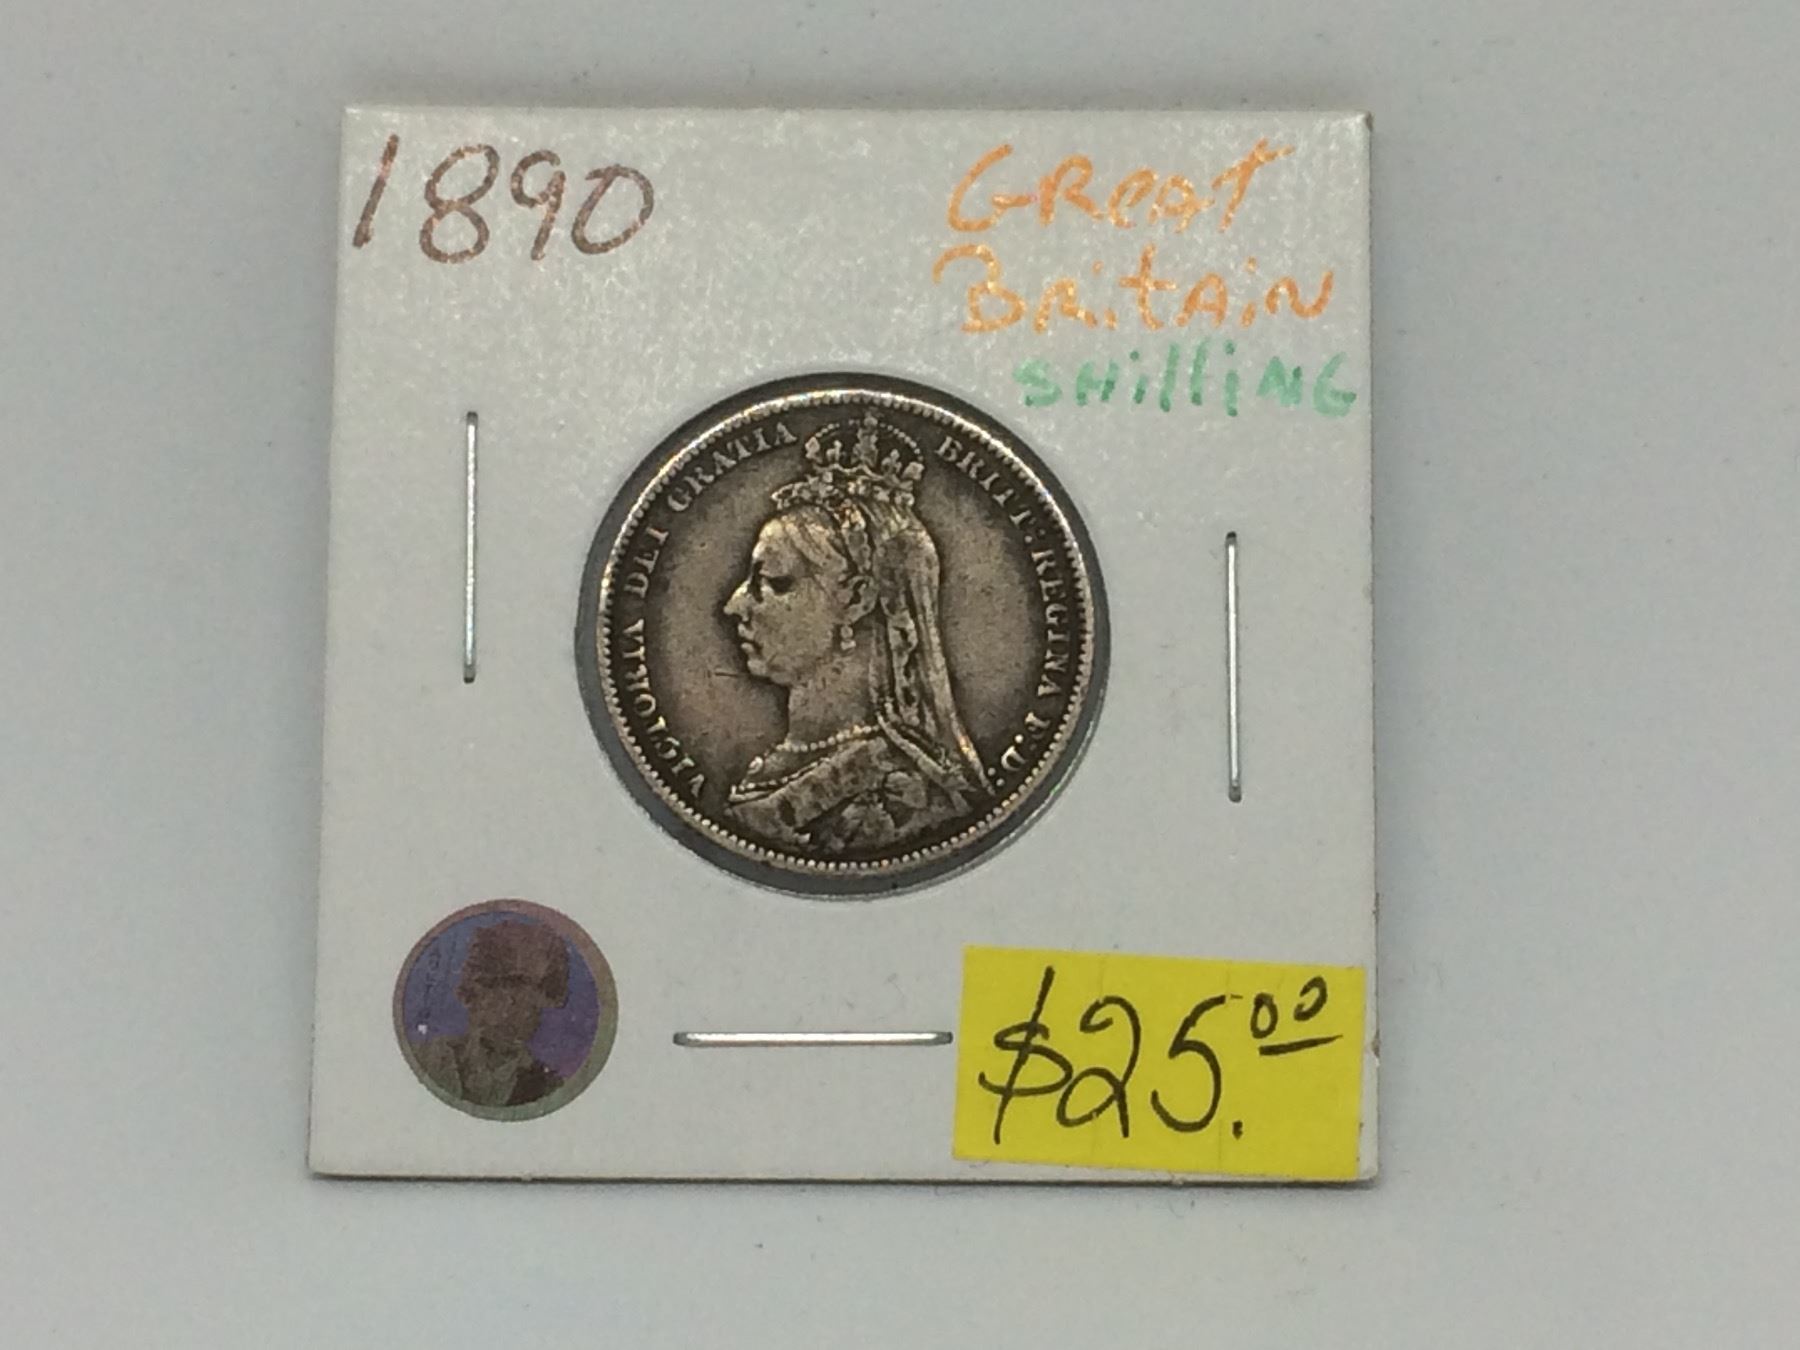 1890
GREAT
BRitAiN
SHilliNG
VICTORIA DEI GRATIA BRITT: REGINA F:D:
$25.00